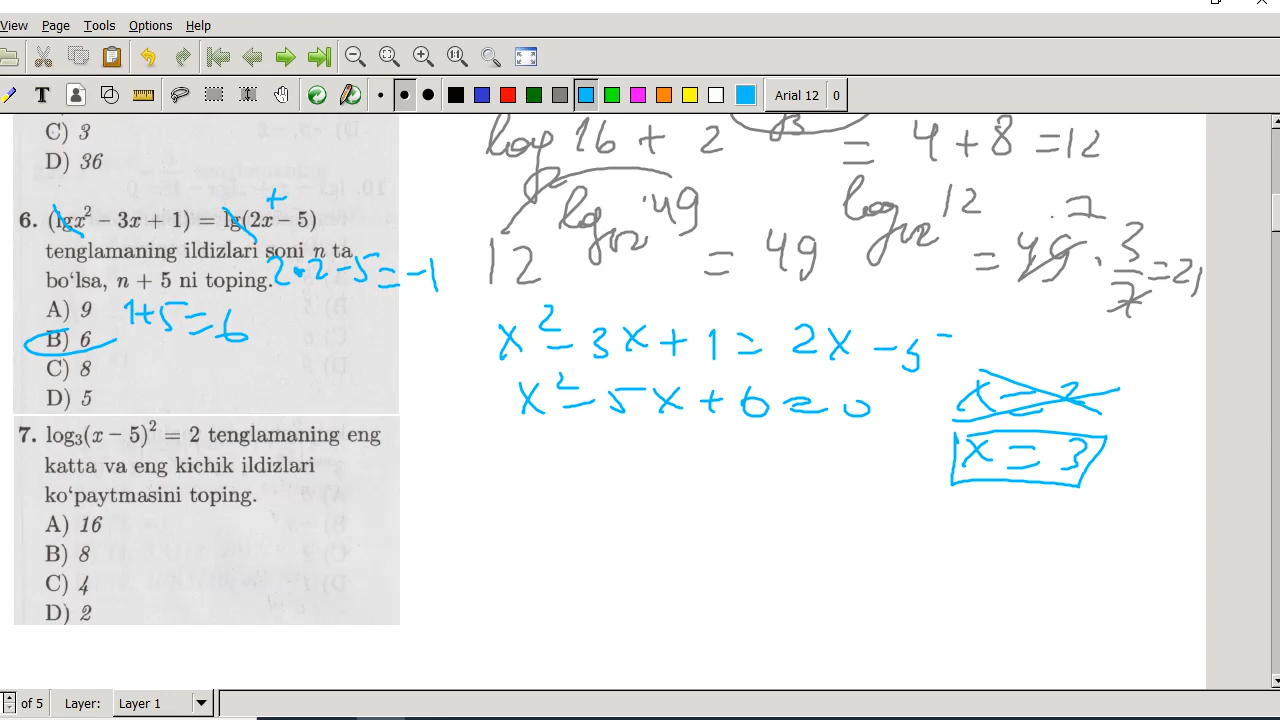 View Page Tools Options Help
T Arial 12 0
C) 3
D) 36
6. (lgx² − 3x + 1) = lg(2x − 5)
+
tenglamaning ildizlari soni n ta
bo‘lsa, n + 5 ni toping.
2 · 2 − 5 = −1
A) 9
1+5=6
B) 6
C) 8
D) 5
7. log₃(x − 5)² = 2 tenglamaning eng
katta va eng kichik ildizlari
ko‘paytmasini toping.
A) 16
B) 8
C) 4
D) 2
= 4 + 8 = 12
= 49
x² − 3x + 1 = 2x − 5
x² − 5x + 6 = 0
x = 2
x = 3
of 5 Layer: Layer 1